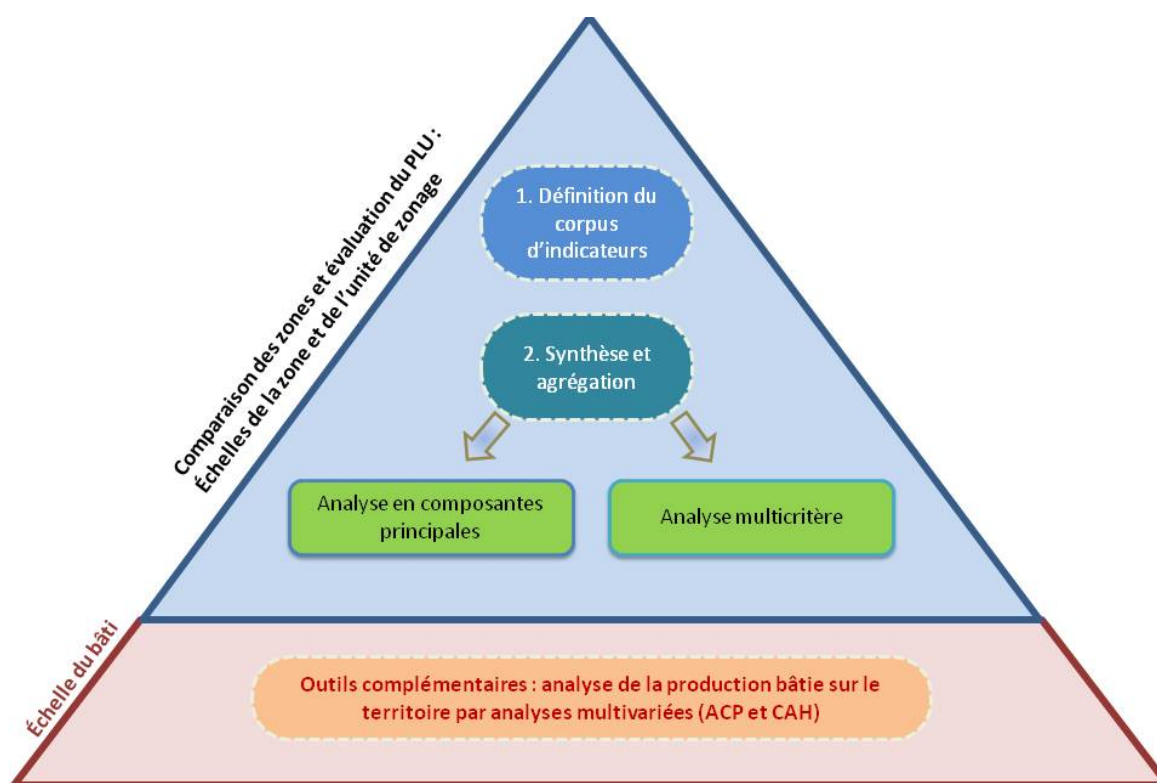 Comparaison des zones et évaluation du PLU :
Échelles de la zone et de l'unité de zonage
1. Définition du
corpus
d'indicateurs
2. Synthèse et
agrégation
Analyse en composantes
principales
Analyse multicritère
Échelle du bâti
Outils complémentaires : analyse de la production bâtie sur le
territoire par analyses multivariées (ACP et CAH)